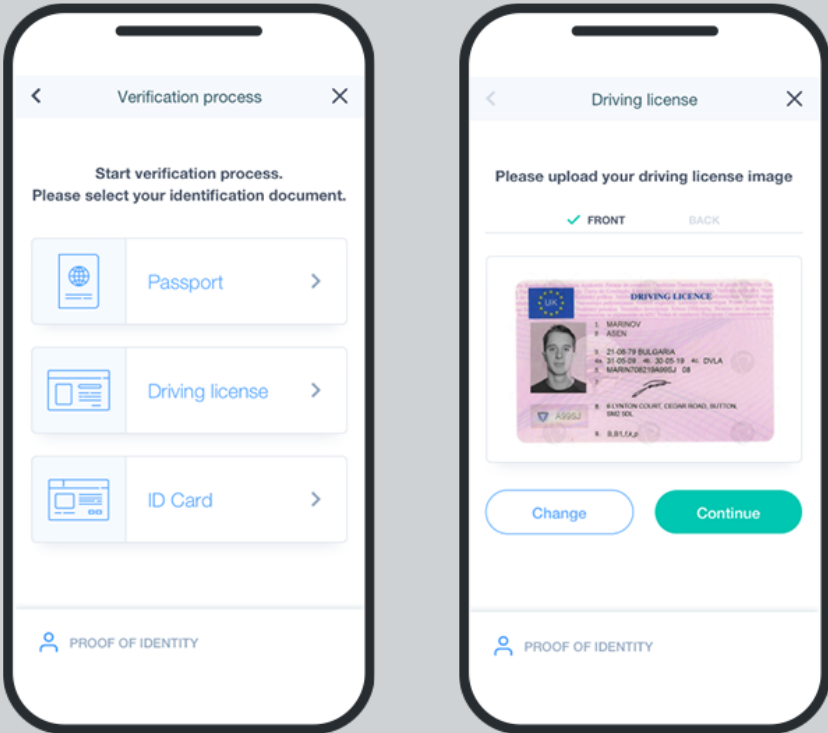 Verification process
Start verification process.
Please select your identification document.
Passport
Driving license
ID Card
PROOF OF IDENTITY
Driving license
Please upload your driving license image
FRONT
BACK
UK
DRIVING LICENCE
1. MARINOV
2. ASEN
3. 21-08-79 BULGARIA
4a. 31-05-09 4b. 30-05-19 4c. DVLA
5. MARIN708219A99SJ 08
7.
8. 6 LYNTON COURT, CEDAR ROAD, SUTTON,
SM2 5DL
A99SJ
9. B,B1,f,k,p
Change
Continue
PROOF OF IDENTITY